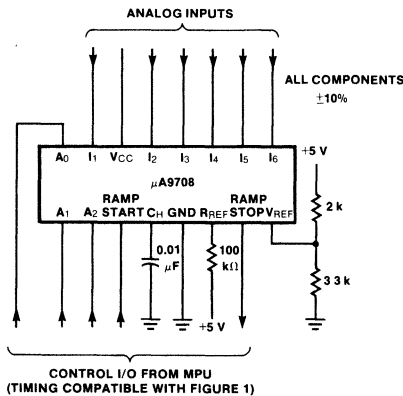 ANALOG INPUTS
ALL COMPONENTS
±10%
A0 I1 VCC I2 I3 I4 I5 I6
+5 V
μA9708
2 k
RAMP RAMP
A1 A2 START CH GND RREF STOP VREF
0.01 μF
100 kΩ
3 3 k
+5 V
CONTROL I/O FROM MPU
(TIMING COMPATIBLE WITH FIGURE 1)